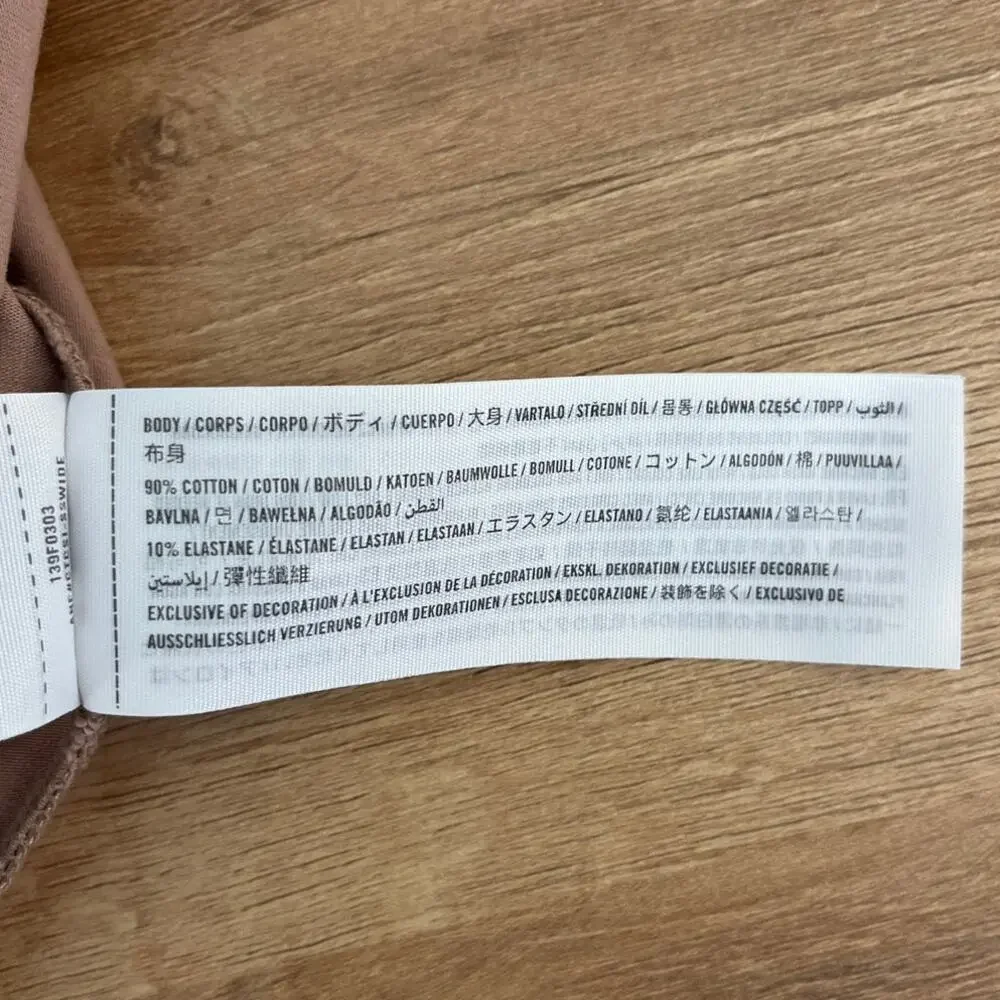 BODY / CORPS / CORPO / ボディ / CUERPO / 大身 / VARTALO / STŘEDNÍ DÍL / 몸통 / GŁÓWNA CZĘŚĆ / TOPP / الثوب /
布身
90% COTTON / COTON / BOMULD / KATOEN / BAUMWOLLE / BOMULL / COTONE / コットン / ALGODÓN / 棉 / PUUVILLAA /
BAVLNA / 면 / BAWEŁNA / ALGODÃO / القطن
10% ELASTANE / ÉLASTANE / ELASTAN / ELASTAAN / エラスタン / ELASTANO / 氨纶 / ELASTAANIA / 엘라스탄 /
إيلاستين / 彈性纖維
EXCLUSIVE OF DECORATION / À L'EXCLUSION DE LA DÉCORATION / EKSKL. DEKORATION / EXCLUSIEF DECORATIE /
AUSSCHLIESSLICH VERZIERUNG / UTOM DEKORATIONEN / ESCLUSA DECORAZIONE / 装飾を除く / EXCLUSIVO DE
139F0303